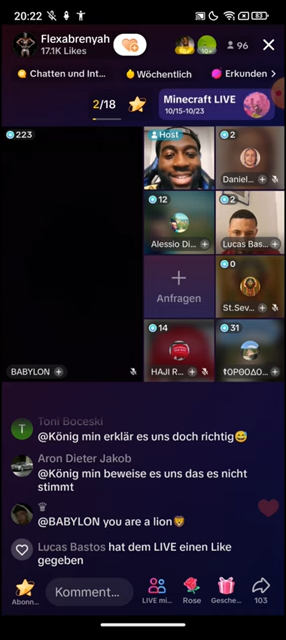 20:22
53
Flexabrenyah
17.1K Likes
10+
96
Chatten und Int...
Wöchentlich
Erkunden
2/18
Minecraft LIVE
10/15-10/23
223
Host
2
Daniel...
12
Alessio Di...
2
Lucas Bas...
Anfragen
0
St.Sev...
BABYLON
14
HAJI R...
31
Toni Boceski
T
@König min erklär es uns doch richtig😅
Aron Dieter Jakob
@König min beweise es uns das es nicht
stimmt
@BABYLON you are a lion🦁
Lucas Bastos hat dem LIVE einen Like
gegeben
Abonn...
Komment...
LIVE mi...
Rose
Gesche...
103